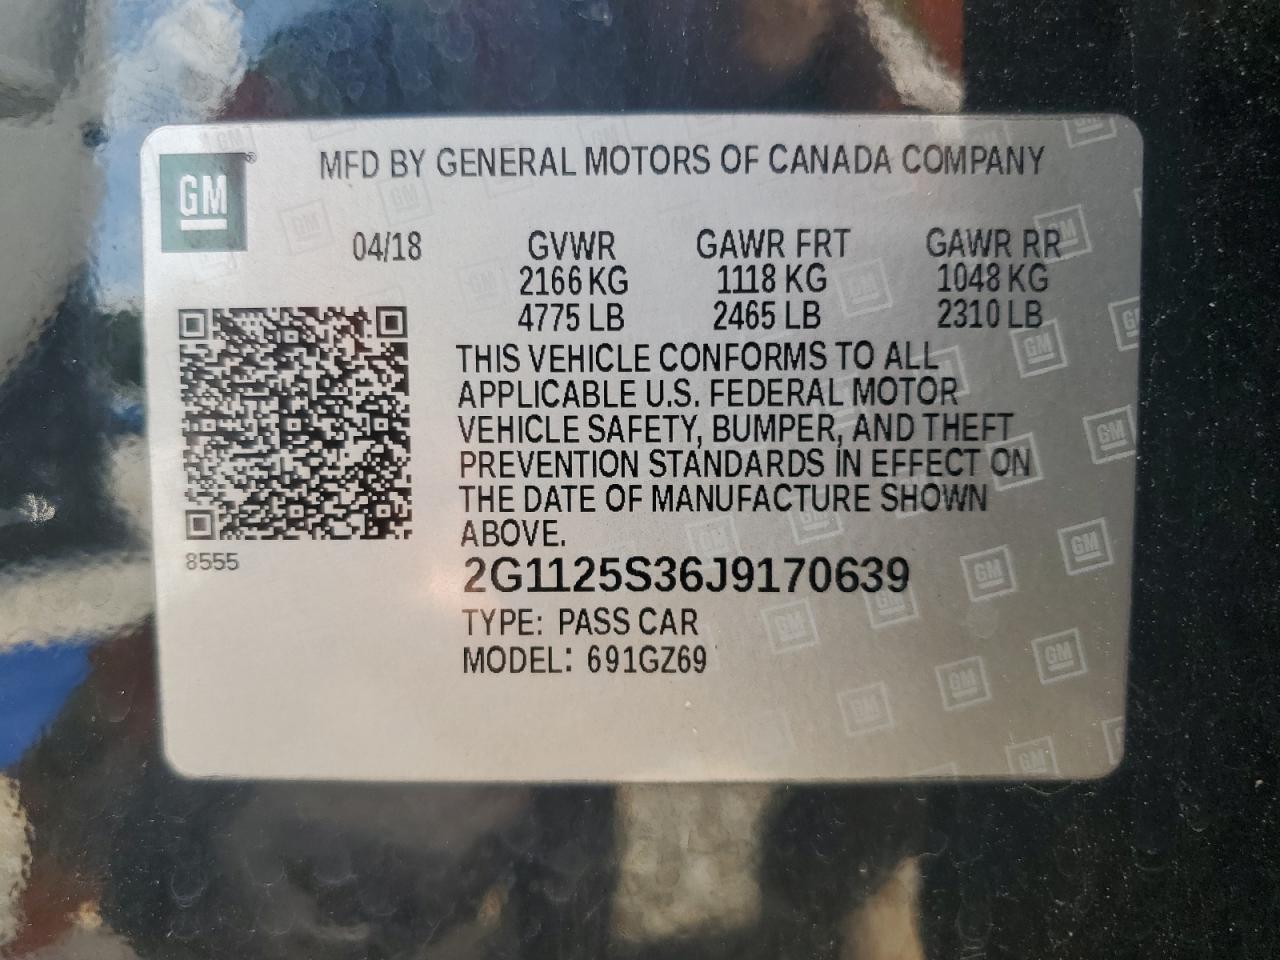 GM
MFD BY GENERAL MOTORS OF CANADA COMPANY
04/18 GVWR GAWR FRT GAWR RR
2166 KG 1118 KG 1048 KG
4775 LB 2465 LB 2310 LB
THIS VEHICLE CONFORMS TO ALL
APPLICABLE U.S. FEDERAL MOTOR
VEHICLE SAFETY, BUMPER, AND THEFT
PREVENTION STANDARDS IN EFFECT ON
THE DATE OF MANUFACTURE SHOWN
ABOVE.
8555
2G1125S36J9170639
TYPE: PASS CAR
MODEL: 691GZ69